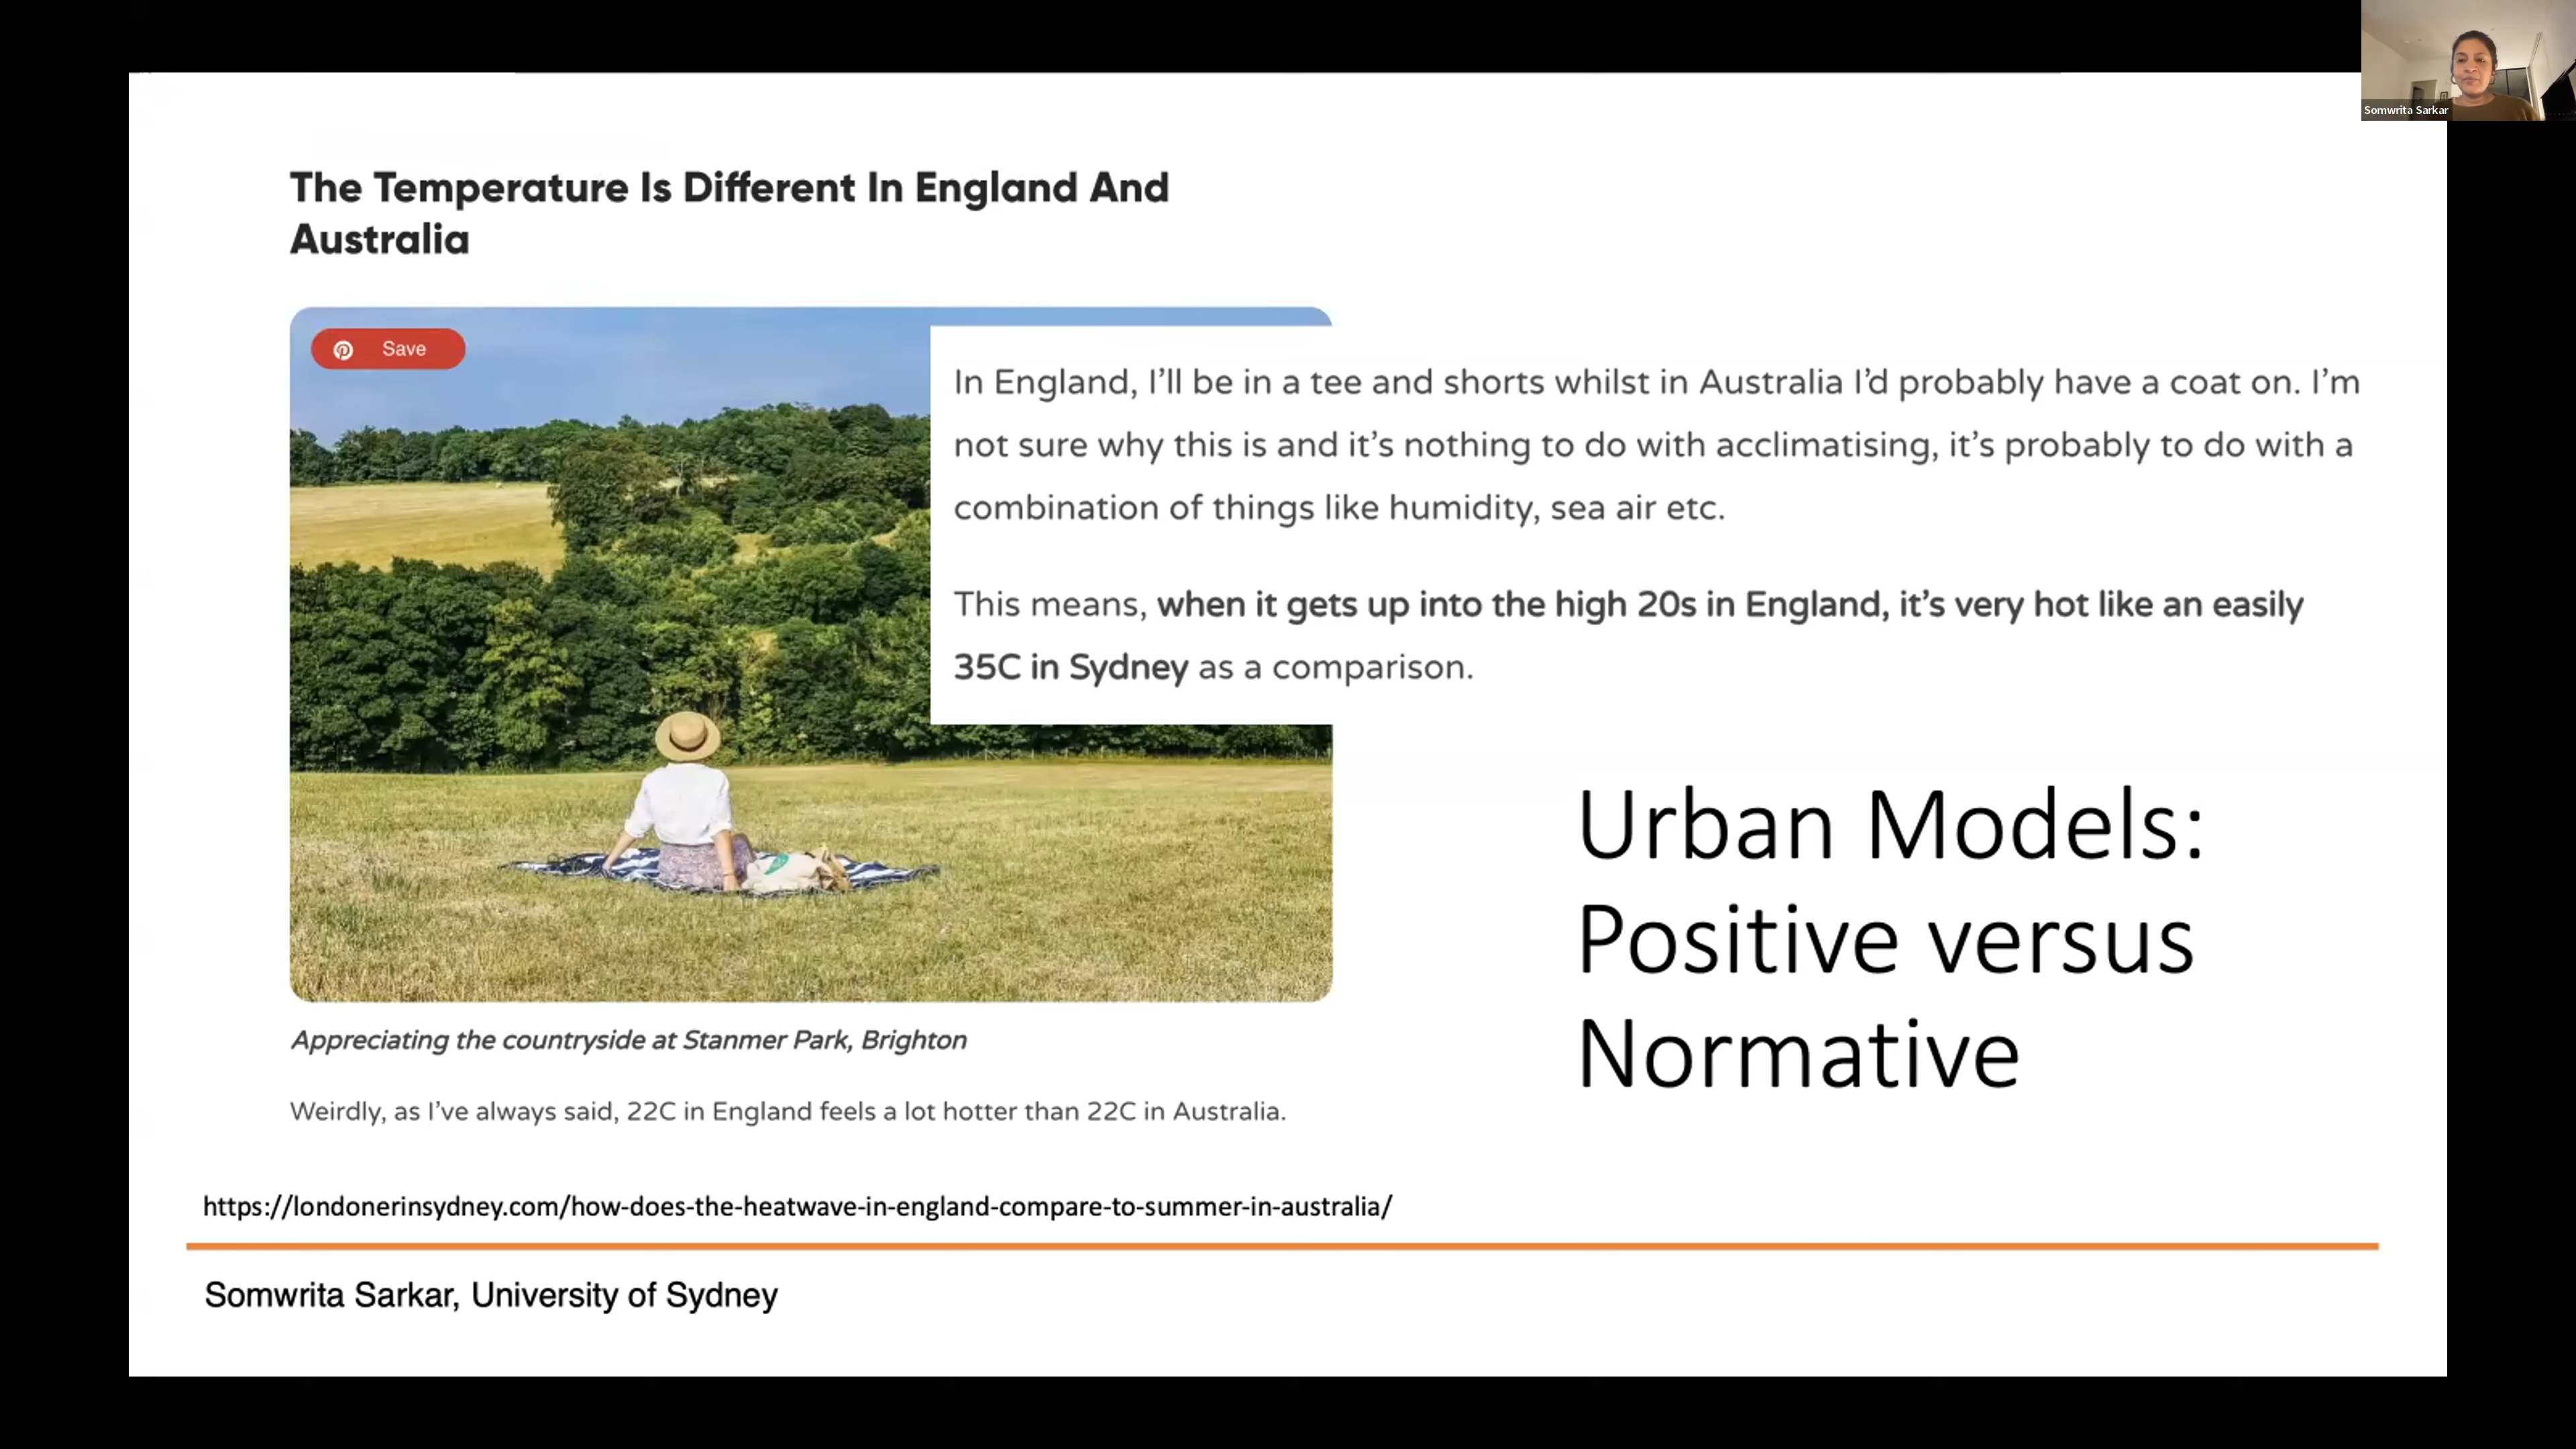 Somwrita Sarkar
The Temperature Is Different In England And
Australia
Save
In England, I’ll be in a tee and shorts whilst in Australia I’d probably have a coat on. I’m
not sure why this is and it’s nothing to do with acclimatising, it’s probably to do with a
combination of things like humidity, sea air etc.
This means, when it gets up into the high 20s in England, it’s very hot like an easily
35C in Sydney as a comparison.
Urban Models:
Positive versus
Normative
Appreciating the countryside at Stanmer Park, Brighton
Weirdly, as I’ve always said, 22C in England feels a lot hotter than 22C in Australia.
https://londonerinsydney.com/how-does-the-heatwave-in-england-compare-to-summer-in-australia/
Somwrita Sarkar, University of Sydney